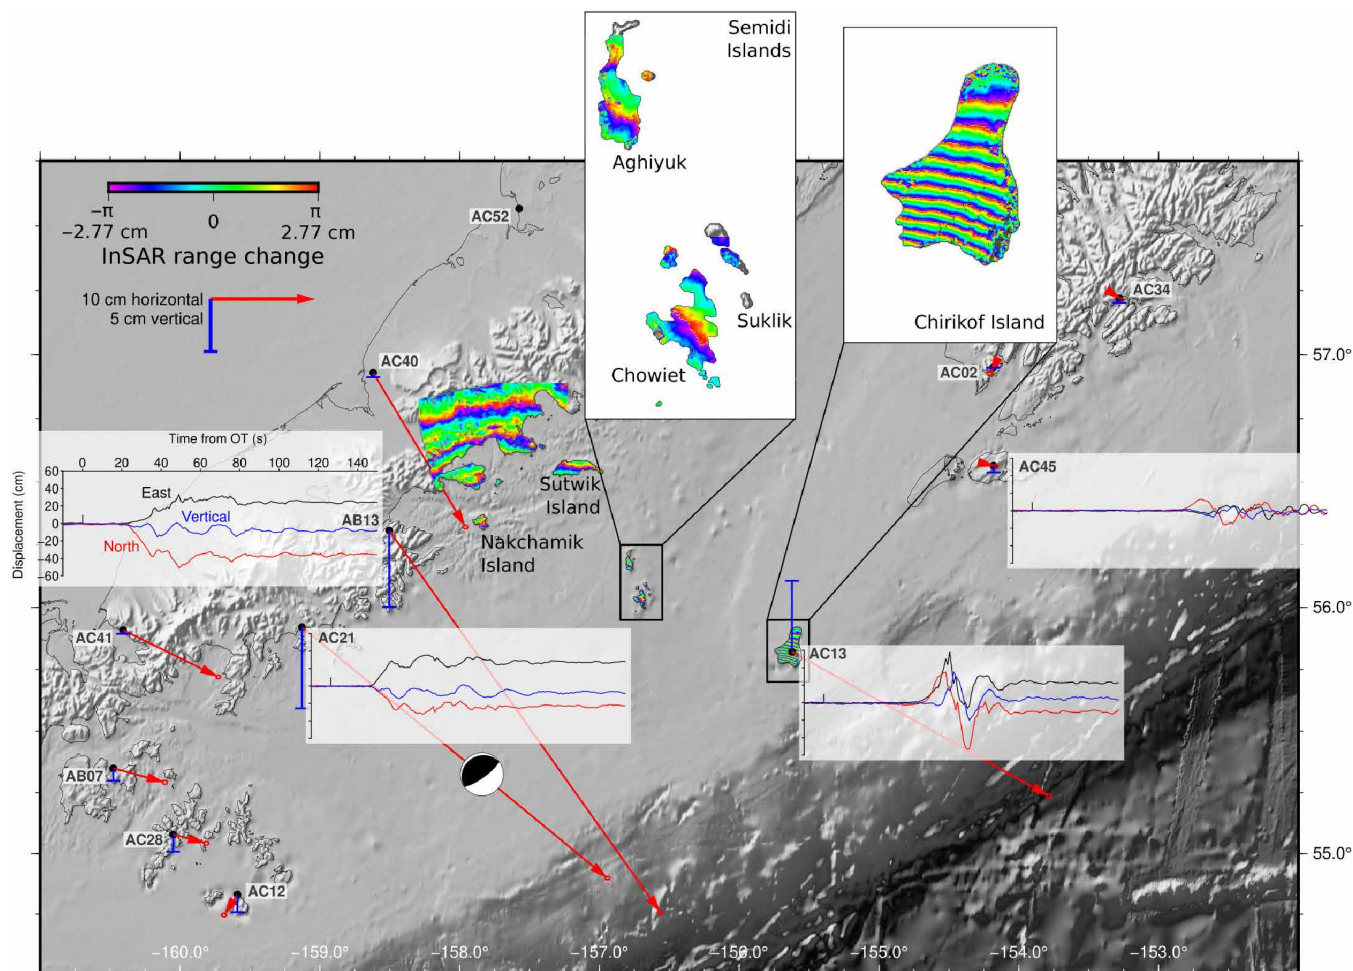 Semidi
Islands
Aghiyuk
Suklik
Chowiet
Chirikof Island
−π
0
π
−2.77 cm
2.77 cm
InSAR range change
10 cm horizontal
5 cm vertical
AC52
AC34
AC40
AC02
57.0°
Time from OT (s)
0 20 40 60 80 100 120 140
Displacement (cm)
60
40
20
0
−20
−40
−60
East
Vertical
North
AB13
Sutwik
Island
Nakchamik
Island
AC45
56.0°
AC41
AC21
AC13
AB07
AC28
AC12
55.0°
−160.0° −159.0° −158.0° −157.0° −156.0° −155.0° −154.0° −153.0°